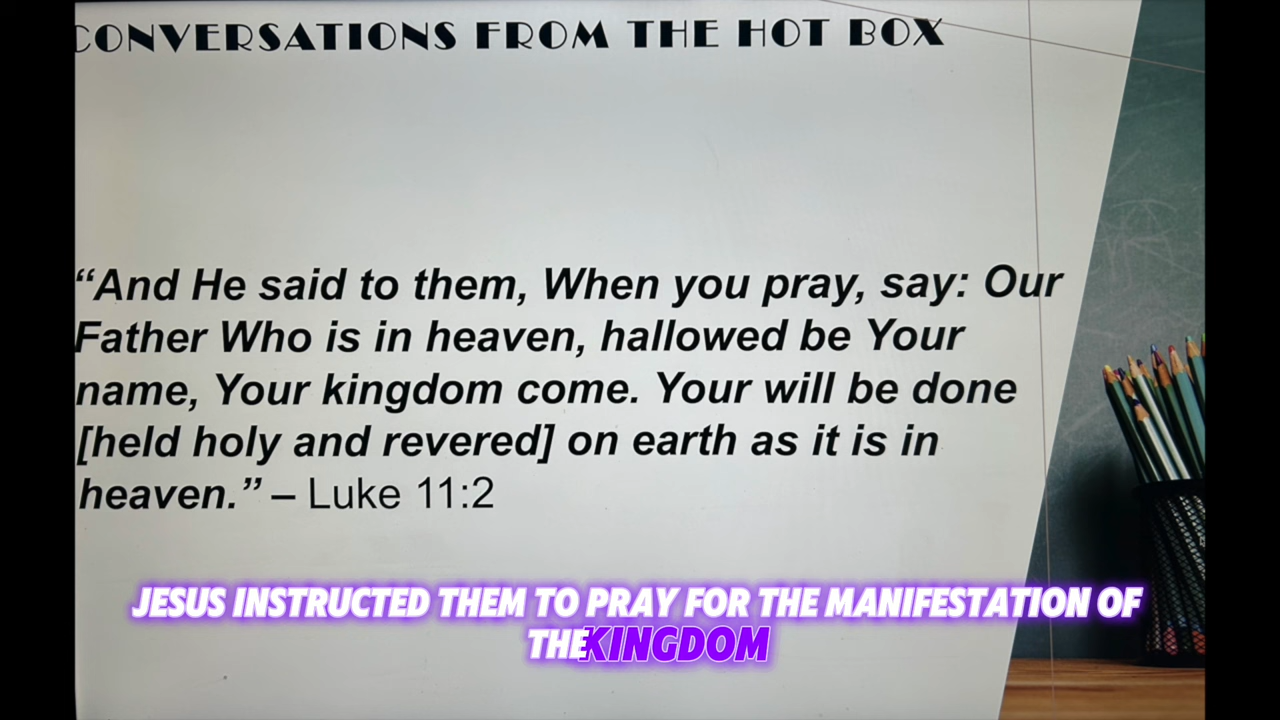 CONVERSATIONS FROM THE HOT BOX
“And He said to them, When you pray, say: Our
Father Who is in heaven, hallowed be Your
name, Your kingdom come. Your will be done
[held holy and revered] on earth as it is in
heaven.” – Luke 11:2
JESUS INSTRUCTED THEM TO PRAY FOR THE MANIFESTATION OF
THE KINGDOM